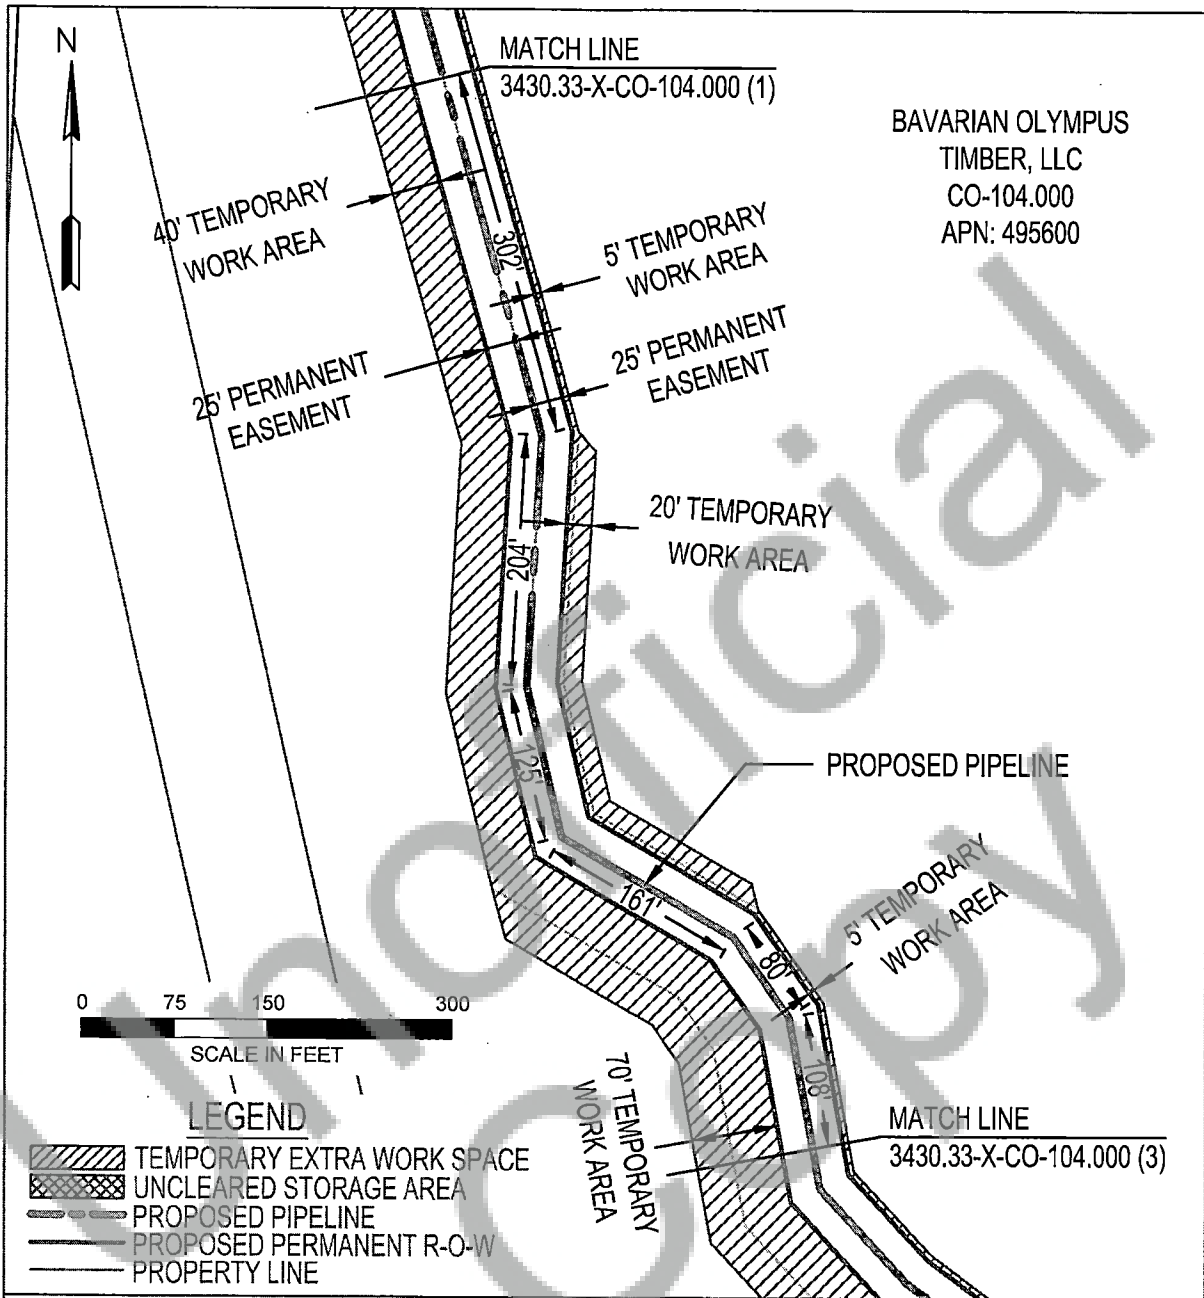 N
MATCH LINE
3430.33-X-CO-104.000 (1)
BAVARIAN OLYMPUS
TIMBER, LLC
CO-104.000
APN: 495600
40' TEMPORARY
WORK AREA
302'
5' TEMPORARY
WORK AREA
25' PERMANENT
EASEMENT
25' PERMANENT
EASEMENT
20' TEMPORARY
WORK AREA
204'
125'
PROPOSED PIPELINE
161'
80'
5' TEMPORARY
WORK AREA
108'
0 75 150 300
SCALE IN FEET
70' TEMPORARY
WORK AREA
MATCH LINE
3430.33-X-CO-104.000 (3)
LEGEND
TEMPORARY EXTRA WORK SPACE
UNCLEARED STORAGE AREA
PROPOSED PIPELINE
PROPOSED PERMANENT R-O-W
PROPERTY LINE
Unofficial
Copy